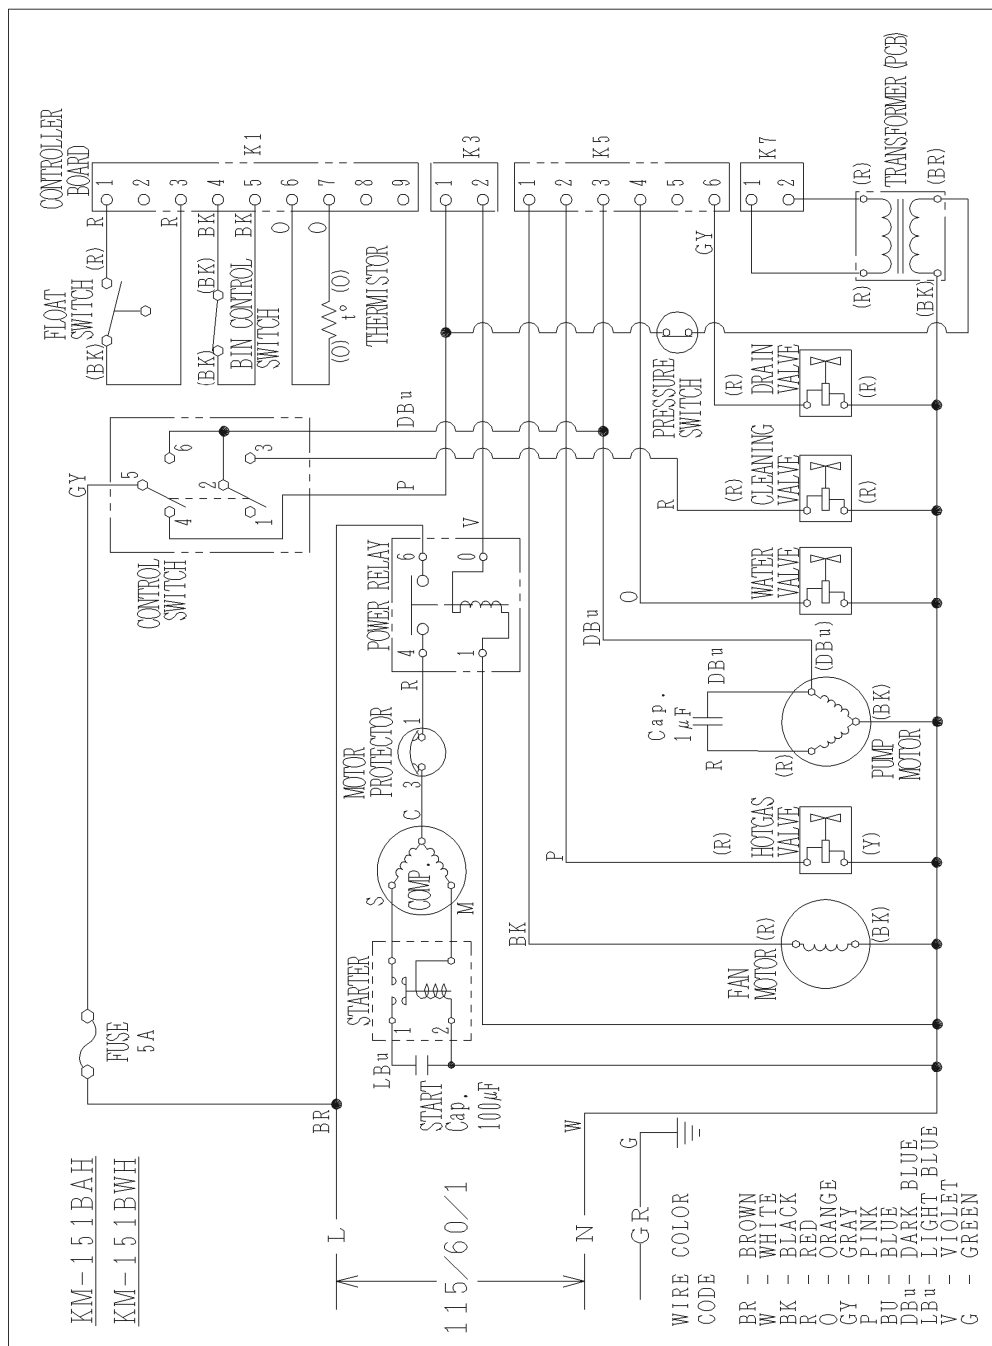 KM-151BAH
KM-151BWH
FUSE
5A
GY
CONTROL
SWITCH
5
6
4
2
1
3
FLOAT
SWITCH
(R)
(BK)
CONTROLLER
BOARD
1
2
3
4
5
6
7
8
9
K1
R
R
BK
BK
O
O
(BK)
(BK)
BIN CONTROL
SWITCH
(O)
t°
(O)
THERMISTOR
BR
L
115/60/1
N
W
GR
G
LBu
START
Cap.
100µF
STARTER
1
2
S
M
COMP.
C
MOTOR
PROTECTOR
3
2
1
R
POWER RELAY
4
6
1
0
V
P
DBu
1
2
K3
1
2
3
4
5
6
K5
GY
1
2
K7
(R)
(R)
(BK)
(BR)
TRANSFORMER (PCB)
PRESSURE
SWITCH
BK
FAN
MOTOR
(R)
(BK)
P
(R)
HOTGAS
VALVE
(Y)
Cap.
1µF
R
DBu
(R)
(DBu)
(BK)
PUMP
MOTOR
DBu
O
WATER
VALVE
R
(R)
CLEANING
VALVE
(R)
(R)
DRAIN
VALVE
(R)
WIRE COLOR
CODE
BR - BROWN
W - WHITE
BK - BLACK
R - RED
O - ORANGE
GY - GRAY
P - PINK
BU - BLUE
DBu - DARK BLUE
LBu - LIGHT BLUE
V - VIOLET
G - GREEN